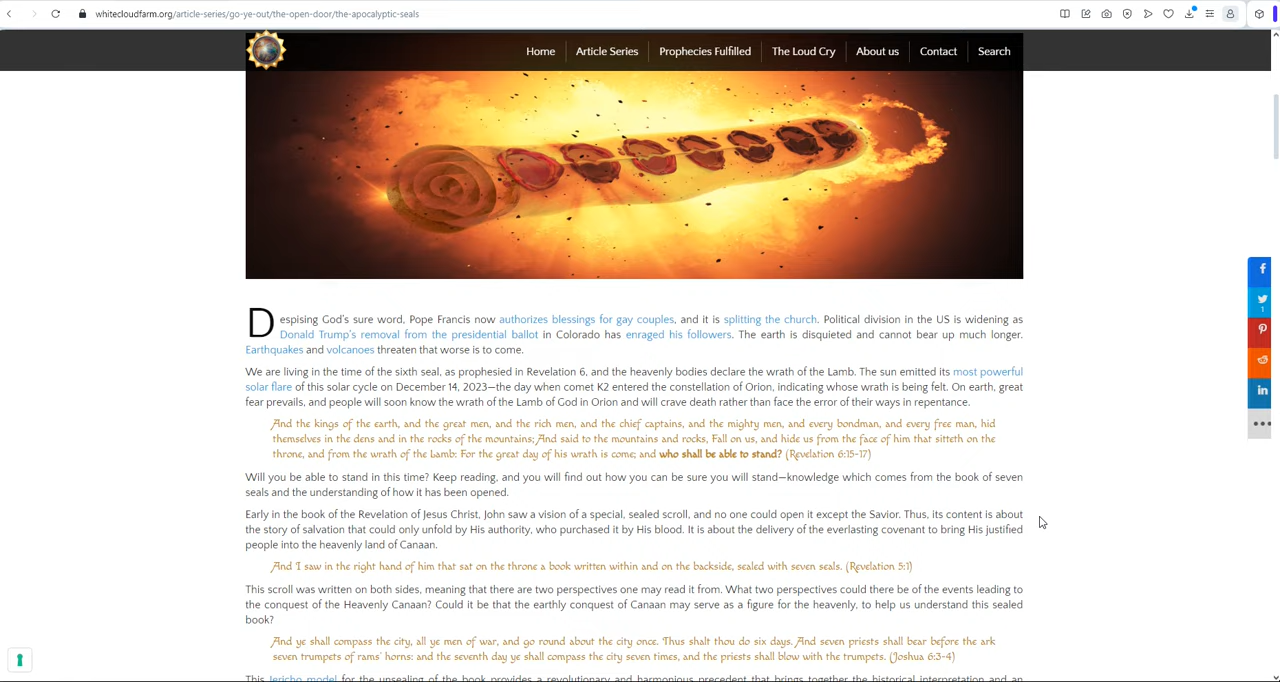 whitecloudfarm.org/article-series/go-ye-out/the-open-door/the-apocalyptic-seals
Home Article Series Prophecies Fulfilled The Loud Cry About us Contact Search
Despising God's sure word, Pope Francis now authorizes blessings for gay couples, and it is splitting the church. Political division in the US is widening as
Donald Trump's removal from the presidential ballot in Colorado has enraged his followers. The earth is disquieted and cannot bear up much longer.
Earthquakes and volcanoes threaten that worse is to come.
We are living in the time of the sixth seal, as prophesied in Revelation 6, and the heavenly bodies declare the wrath of the Lamb. The sun emitted its most powerful
solar flare of this solar cycle on December 14, 2023—the day when comet K2 entered the constellation of Orion, indicating whose wrath is being felt. On earth, great
fear prevails, and people will soon know the wrath of the Lamb of God in Orion and will crave death rather than face the error of their ways in repentance.
And the kings of the earth, and the great men, and the rich men, and the chief captains, and the mighty men, and every bondman, and every free man, hid
themselves in the dens and in the rocks of the mountains; And said to the mountains and rocks, Fall on us, and hide us from the face of him that sitteth on the
throne, and from the wrath of the lamb: For the great day of his wrath is come; and who shall be able to stand? (Revelation 6:15-17)
Will you be able to stand in this time? Keep reading, and you will find out how you can be sure you will stand—knowledge which comes from the book of seven
seals and the understanding of how it has been opened.
Early in the book of the Revelation of Jesus Christ, John saw a vision of a special, sealed scroll, and no one could open it except the Savior. Thus, its content is about
the story of salvation that could only unfold by His authority, who purchased it by His blood. It is about the delivery of the everlasting covenant to bring His justified
people into the heavenly land of Canaan.
And I saw in the right hand of him that sat on the throne a book written within and on the backside, sealed with seven seals. (Revelation 5:1)
This scroll was written on both sides, meaning that there are two perspectives one may read it from. What two perspectives could there be of the events leading to
the conquest of the Heavenly Canaan? Could it be that the earthly conquest of Canaan may serve as a figure for the heavenly, to help us understand this sealed
book?
And ye shall compass the city, all ye men of war, and go round about the city once. Thus shalt thou do six days. And seven priests shall bear before the ark
seven trumpets of rams' horns: and the seventh day ye shall compass the city seven times, and the priests shall blow with the trumpets. (Joshua 6:3-4)
This Jericho model for the unsealing of the book provides a revolutionary and harmonious precedent that brings together the historical interpretation and an
1